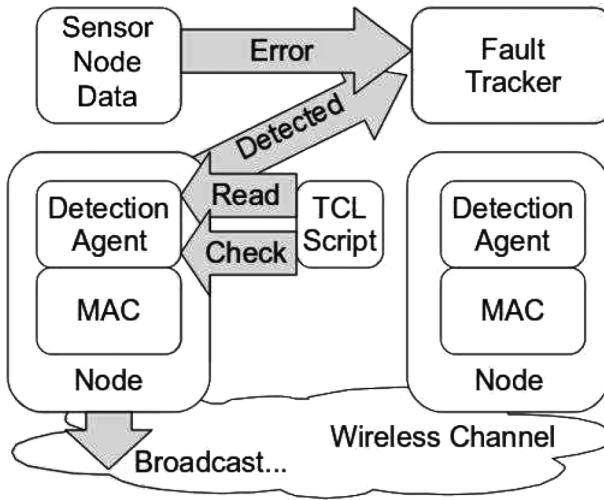 Sensor
Node
Data
Error
Fault
Tracker
Detected
Detection
Agent
Read
Check
TCL
Script
MAC
Node
Detection
Agent
MAC
Node
Wireless Channel
Broadcast...